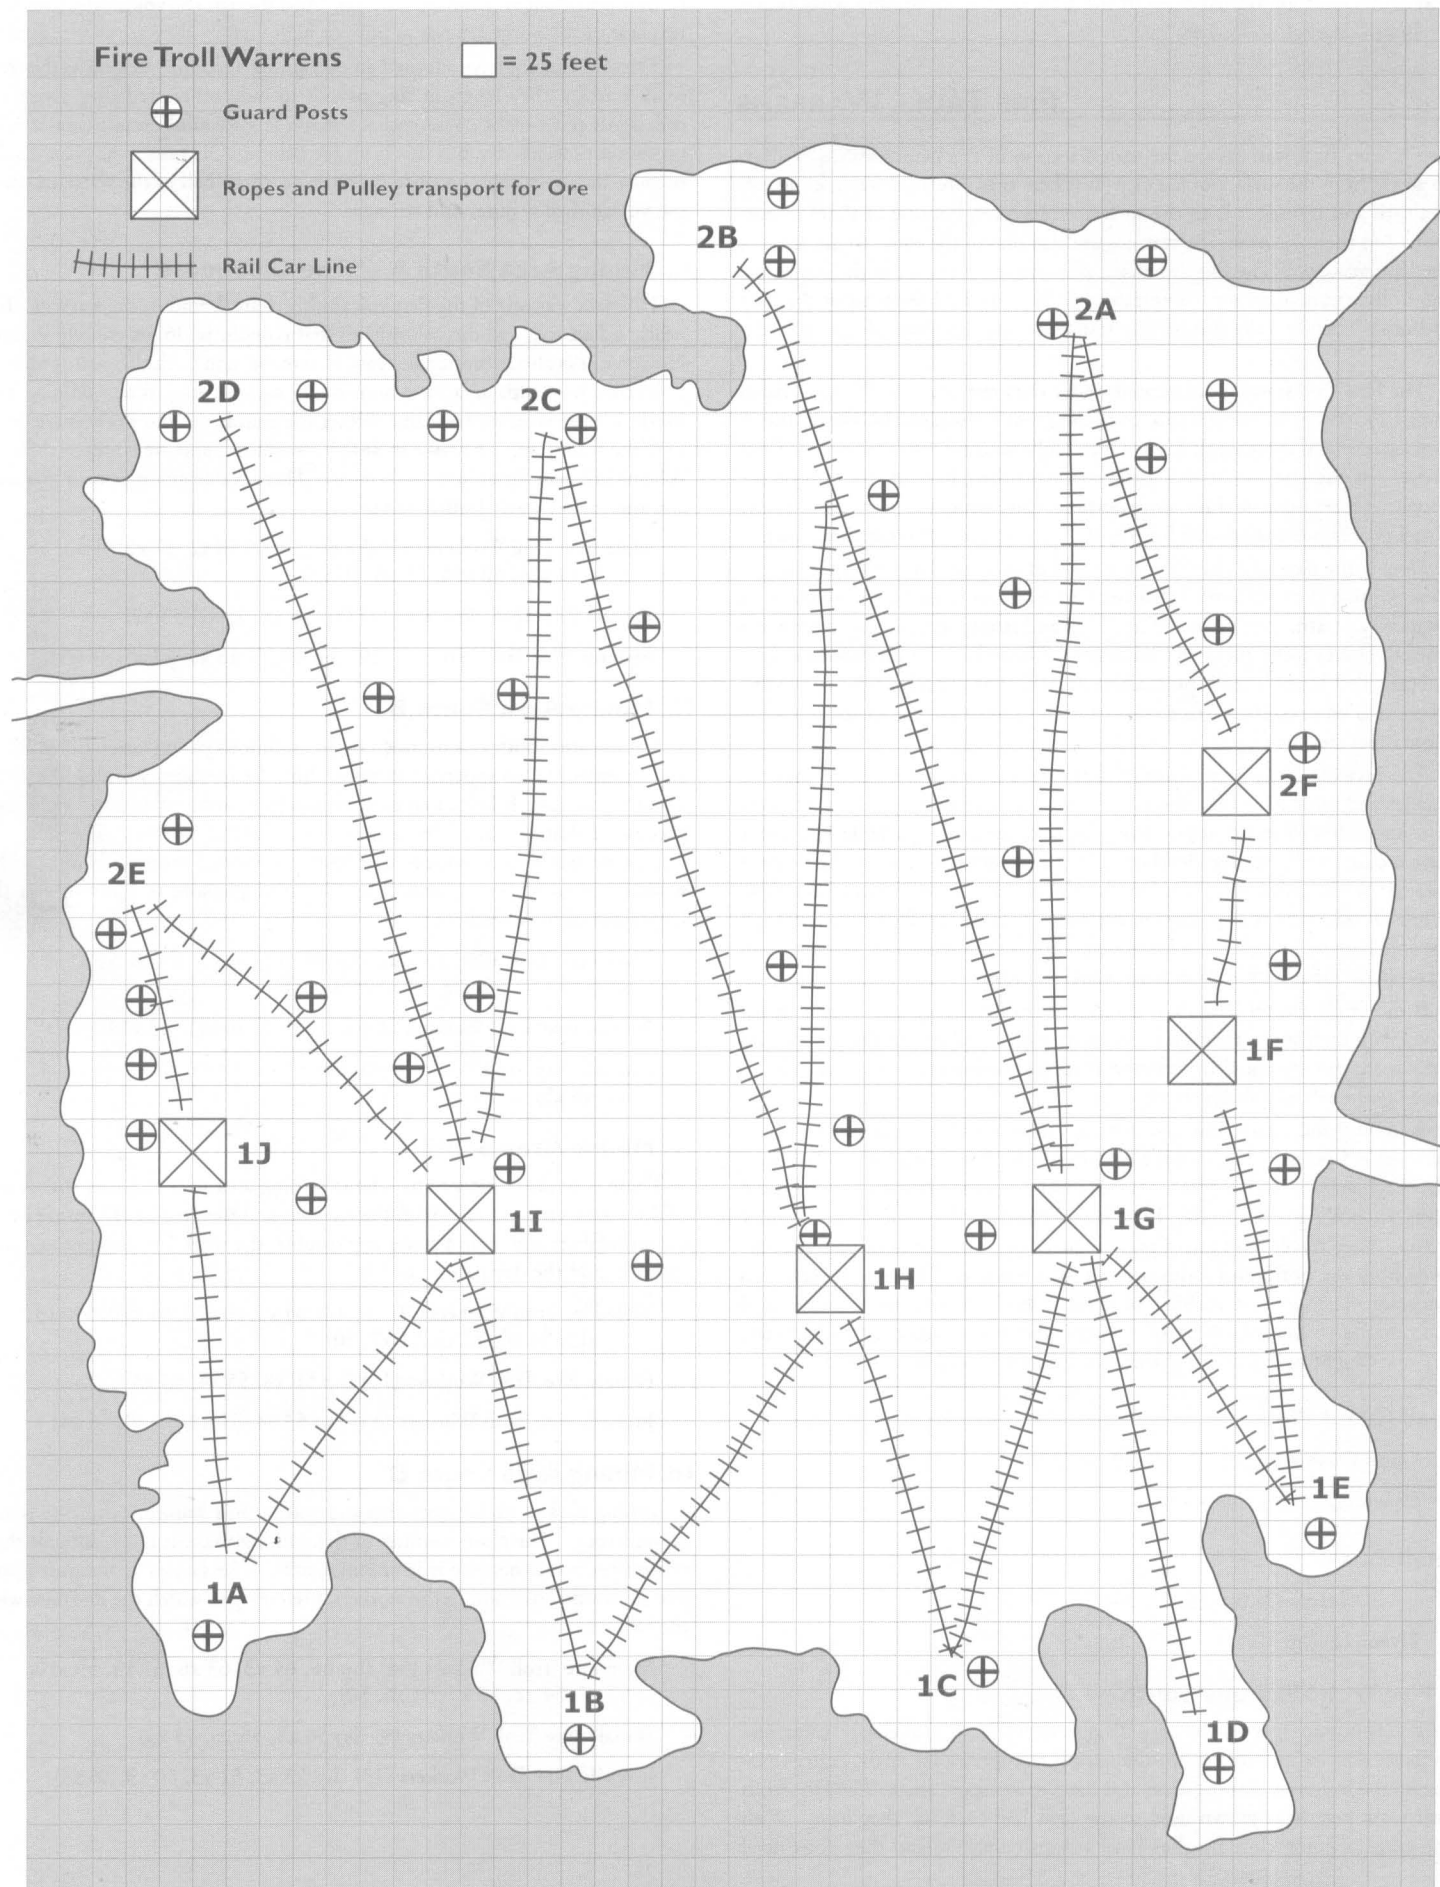 Fire Troll Warrens
= 25 feet
Guard Posts
Ropes and Pulley transport for Ore
Rail Car Line
2B
2A
2D
2C
2F
2E
1F
1J
1I
1G
1H
1E
1A
1C
1B
1D